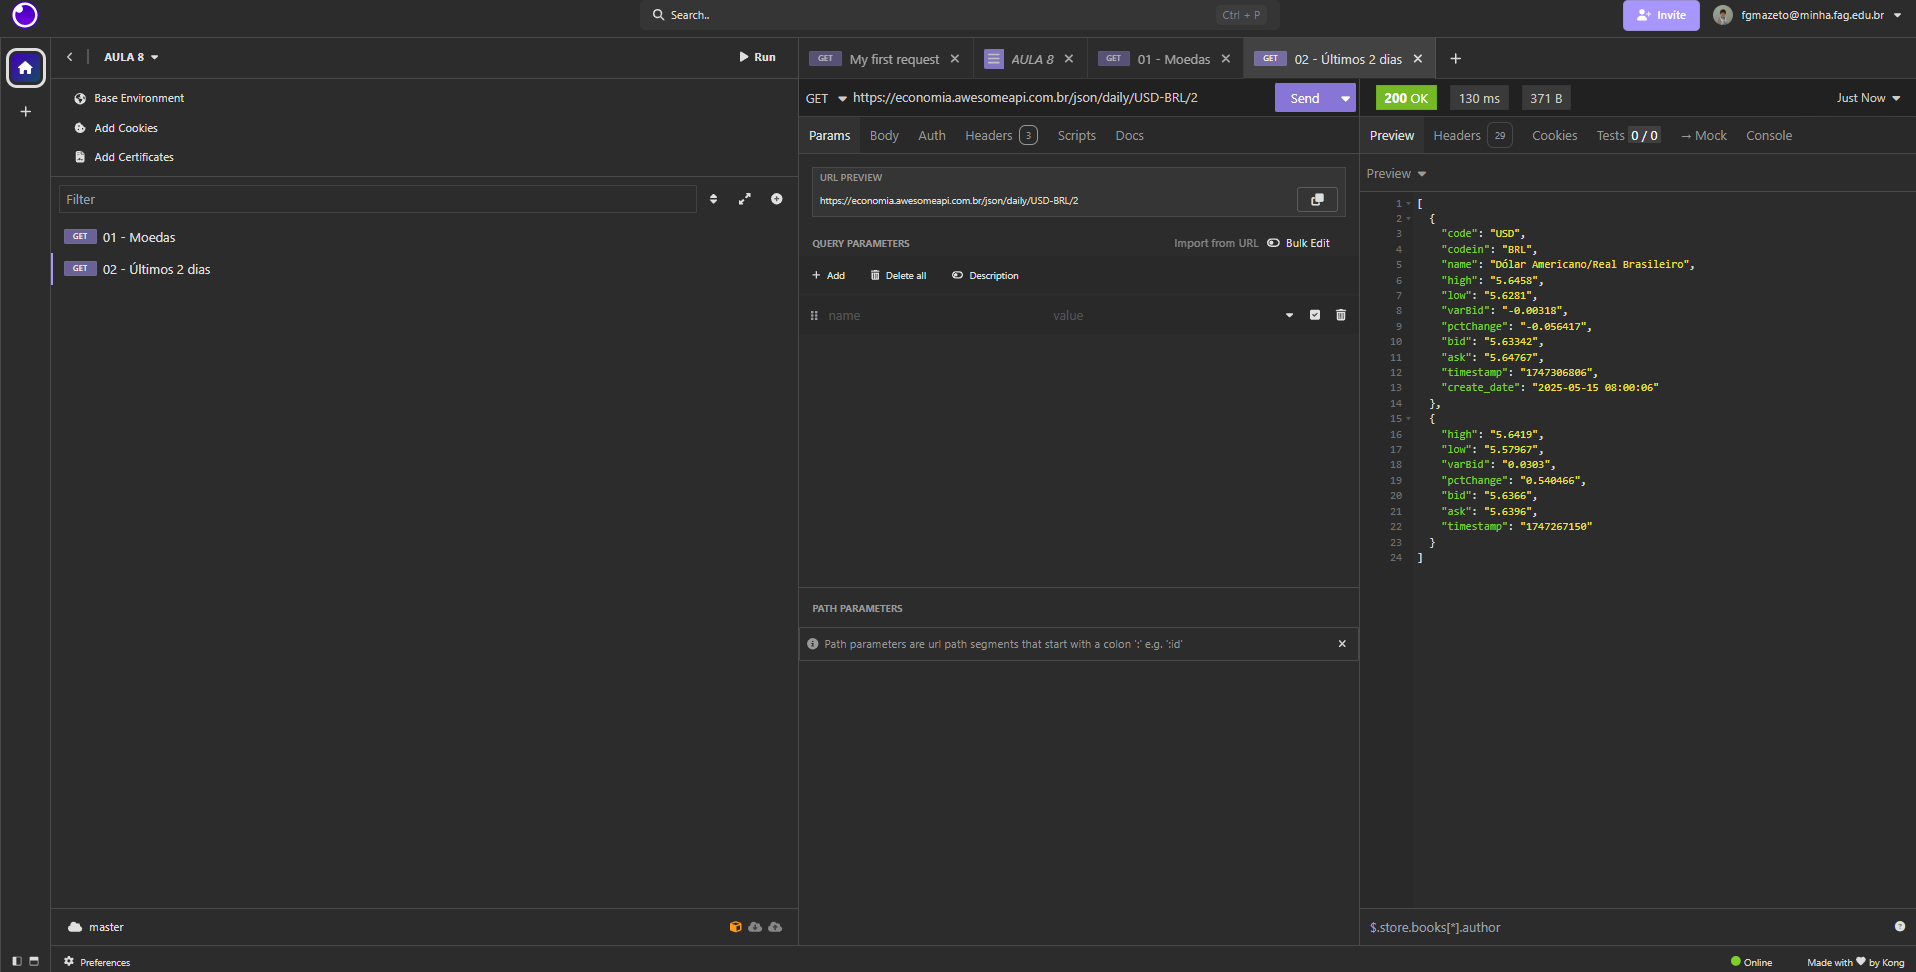 Search..
Ctrl + P
Invite
fgmazeto@minha.fag.edu.br
AULA 8
Run
Base Environment
Add Cookies
Add Certificates
Filter
GET 01 - Moedas
GET 02 - Últimos 2 dias
master
Preferences
GET My first request
AULA 8
GET 01 - Moedas
GET 02 - Últimos 2 dias
GET https://economia.awesomeapi.com.br/json/daily/USD-BRL/2
Send
Params Body Auth Headers 3 Scripts Docs
URL PREVIEW
https://economia.awesomeapi.com.br/json/daily/USD-BRL/2
QUERY PARAMETERS
Import from URL Bulk Edit
Add Delete all Description
name value
PATH PARAMETERS
Path parameters are url path segments that start with a colon ':' e.g. ':id'
200 OK 130 ms 371 B
Just Now
Preview Headers 29 Cookies Tests 0 / 0 → Mock Console
Preview
1 [
2 {
3 "code": "USD",
4 "codein": "BRL",
5 "name": "Dólar Americano/Real Brasileiro",
6 "high": "5.6458",
7 "low": "5.6281",
8 "varBid": "-0.00318",
9 "pctChange": "-0.056417",
10 "bid": "5.63342",
11 "ask": "5.64767",
12 "timestamp": "1747306806",
13 "create_date": "2025-05-15 08:00:06"
14 },
15 {
16 "high": "5.6419",
17 "low": "5.57967",
18 "varBid": "0.0303",
19 "pctChange": "0.540466",
20 "bid": "5.6366",
21 "ask": "5.6396",
22 "timestamp": "1747267150"
23 }
24 ]
$.store.books[*].author
Online
Made with ♥ by Kong